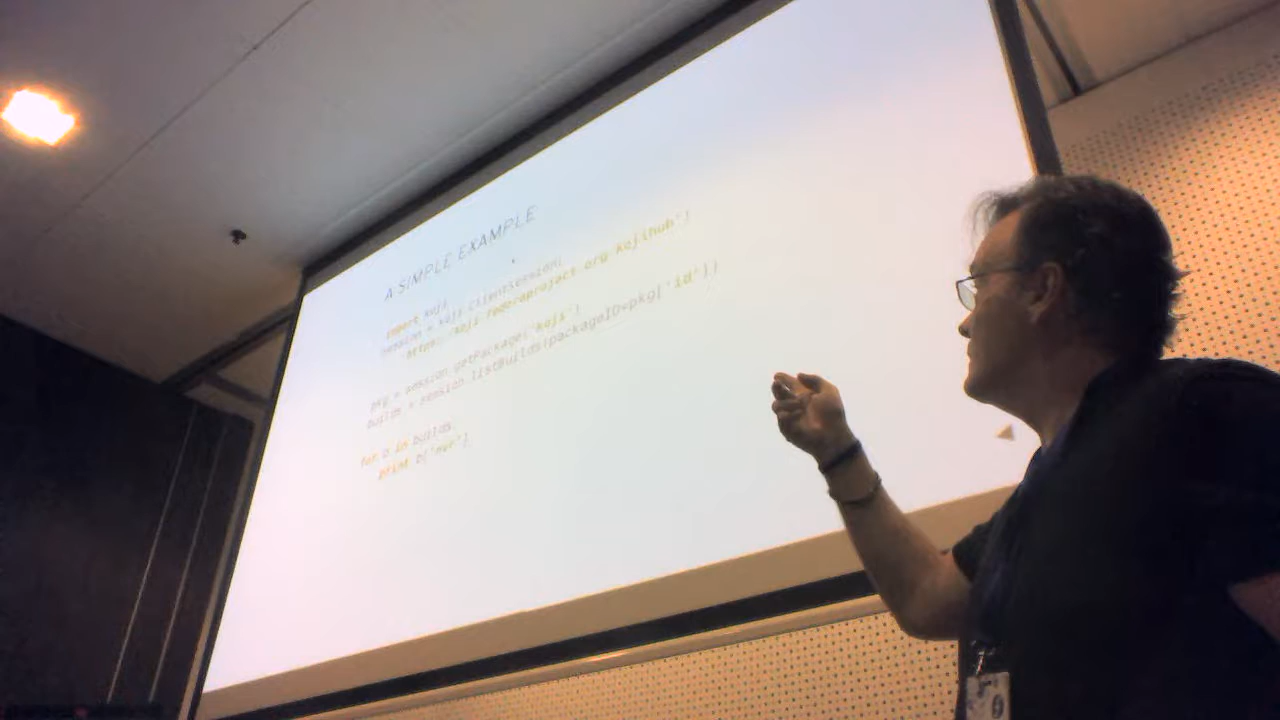 A SIMPLE EXAMPLE
import koji
session = koji.ClientSession(
'https://koji.fedoraproject.org/kojihub')
pkg = session.getPackage('koji')
builds = session.listBuilds(packageID=pkg['id'])
for b in builds:
print b['nvr']